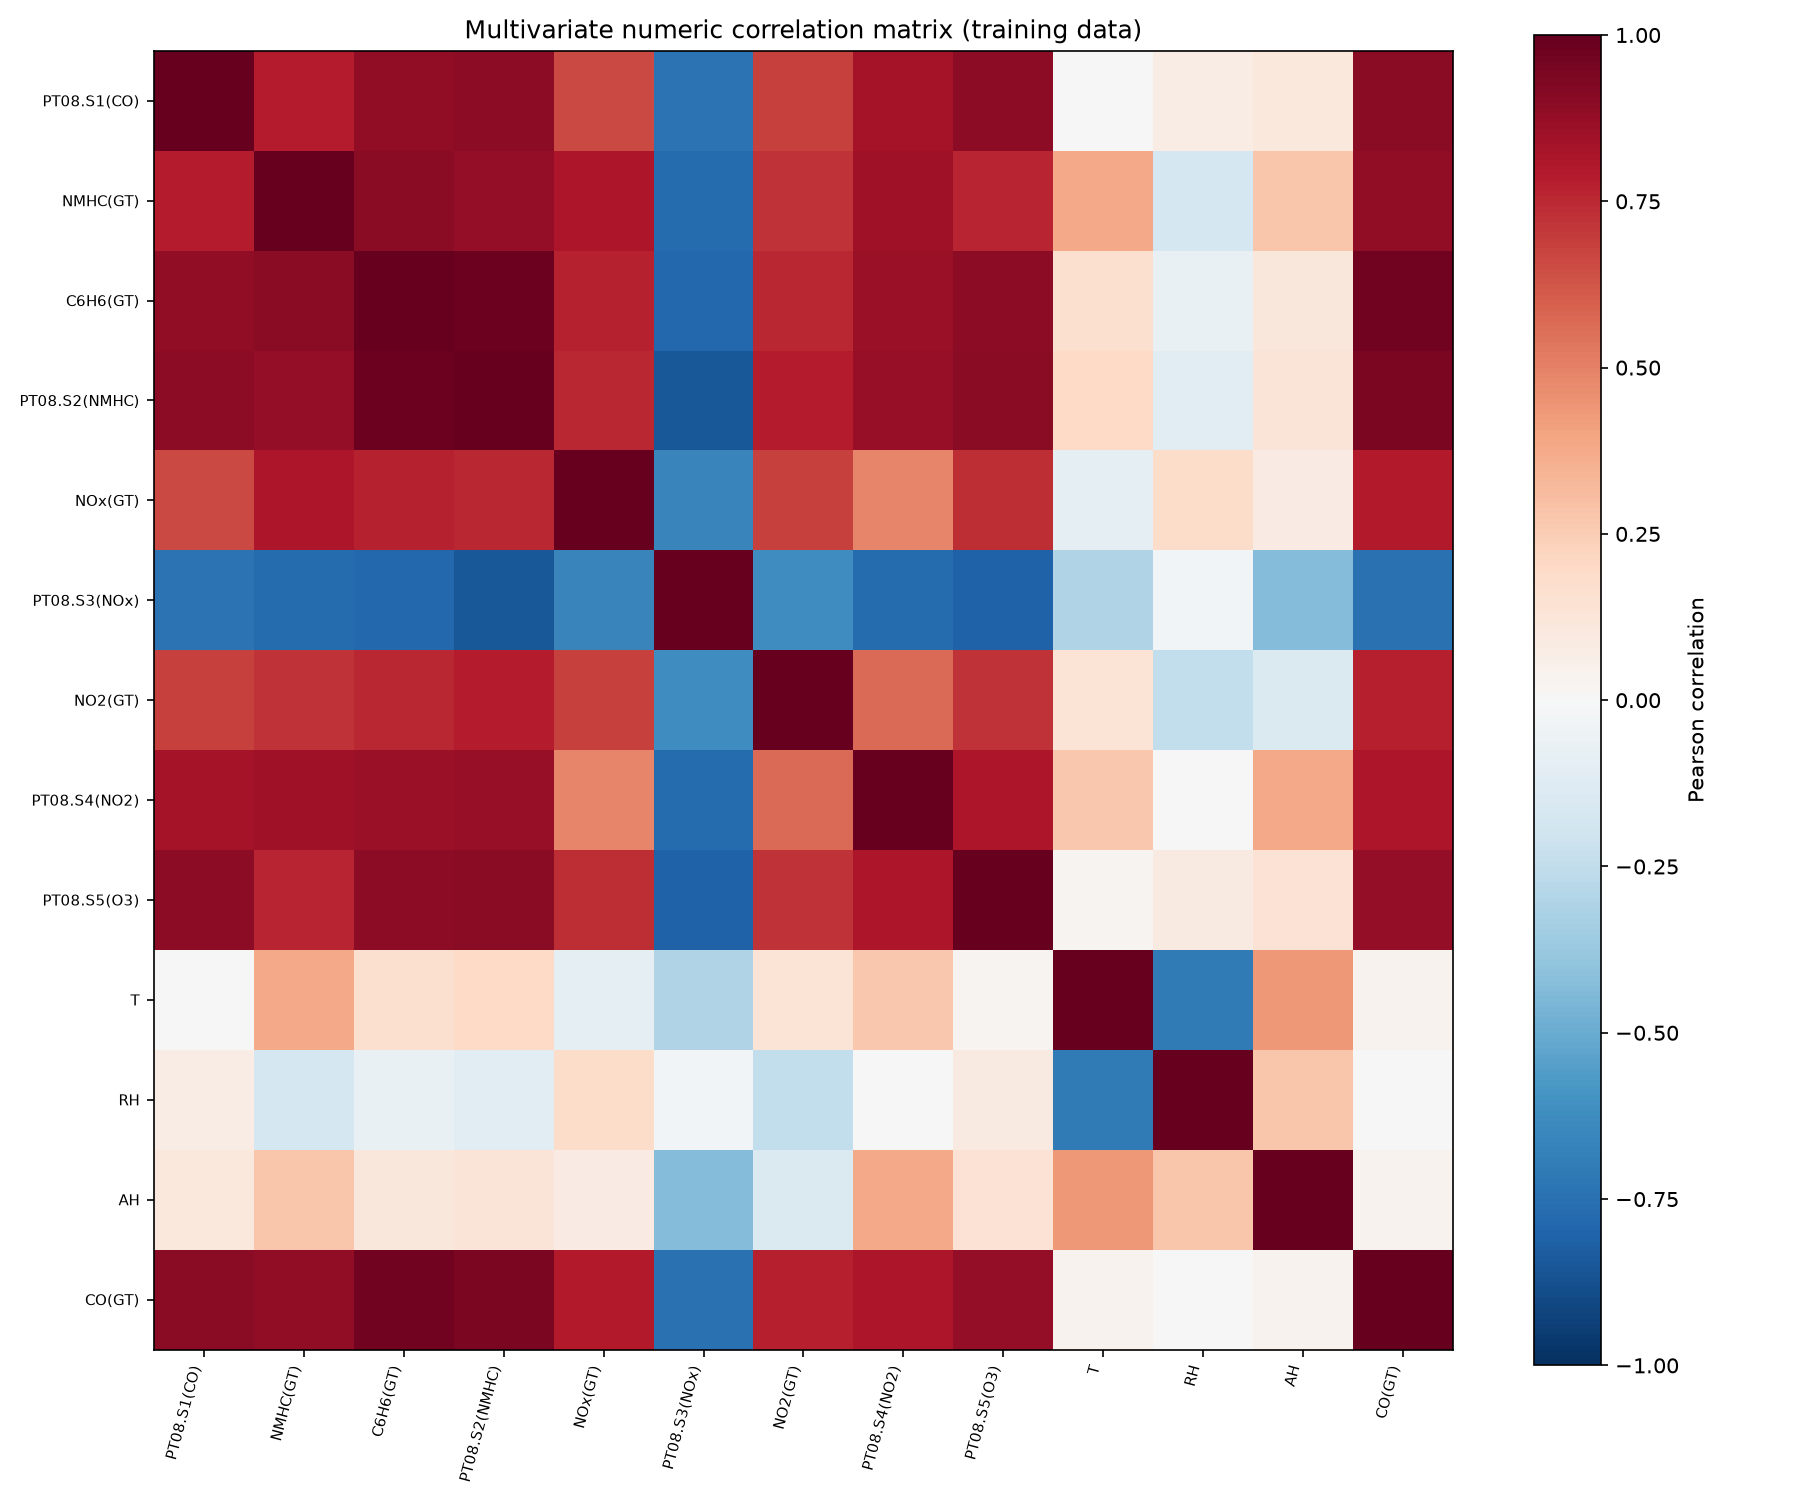 Multivariate numeric correlation matrix (training data)
PT08.S1(CO)
NMHC(GT)
C6H6(GT)
PT08.S2(NMHC)
NOx(GT)
PT08.S3(NOx)
NO2(GT)
PT08.S4(NO2)
PT08.S5(O3)
T
RH
AH
CO(GT)
PT08.S1(CO)
NMHC(GT)
C6H6(GT)
PT08.S2(NMHC)
NOx(GT)
PT08.S3(NOx)
NO2(GT)
PT08.S4(NO2)
PT08.S5(O3)
T
RH
AH
CO(GT)
1.00
0.75
0.50
0.25
0.00
−0.25
−0.50
−0.75
−1.00
Pearson correlation